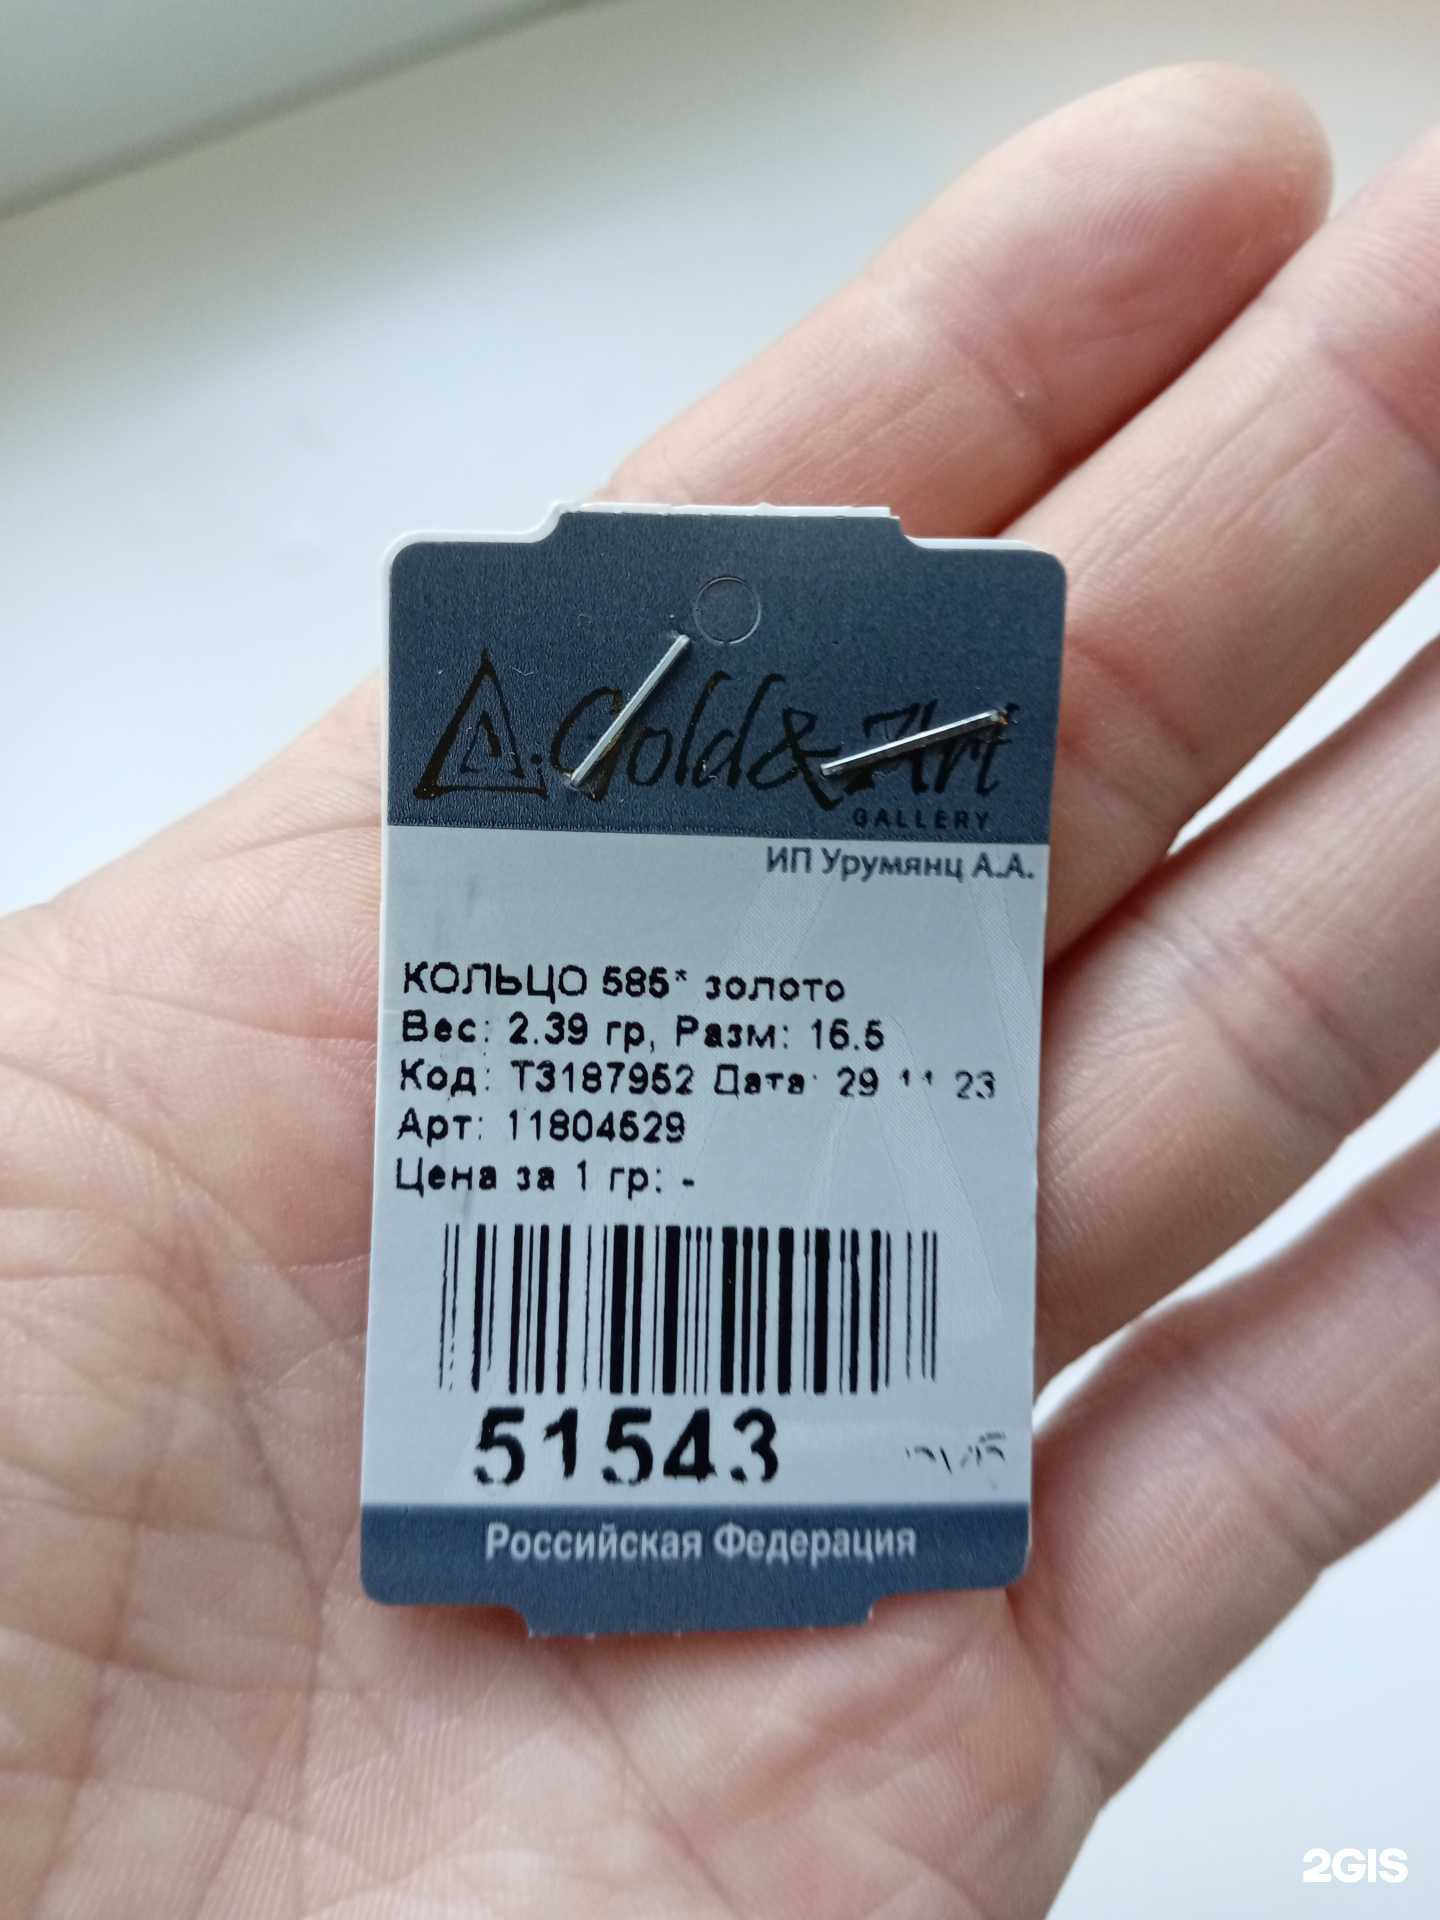 Gold&Art
GALLERY
ИП Урумянц А.А.
КОЛЬЦО 585* золото
Вес: 2.39 гр, Разм: 16.5
Код: Т3187952 Дата: 29 11 23
Арт: 11804529
Цена за 1 гр: -
51543
Российская Федерация
2GIS